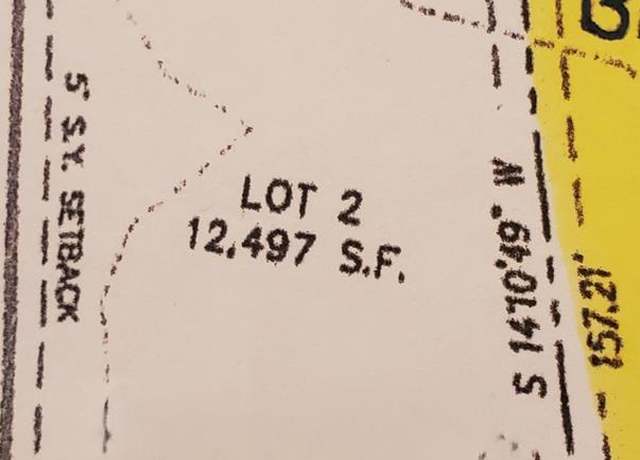 5' S.Y. SETBACK
LOT 2
12,497 S.F.
S 14°10'49" W
157.21'